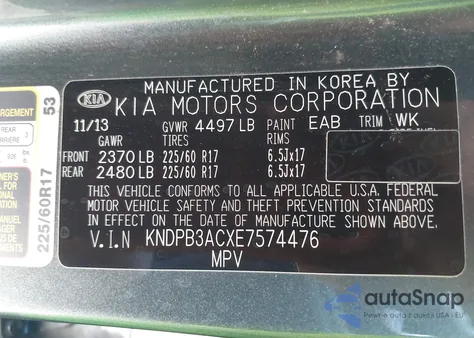 MANUFACTURED IN KOREA BY
KIA KIA MOTORS CORPORATION
11/13 GVWR 4497 LB PAINT EAB TRIM WK
GAWR TIRES RIMS
FRONT 2370 LB 225/60 R17 6.5Jx17
REAR 2480 LB 225/60 R17 6.5Jx17
THIS VEHICLE CONFORMS TO ALL APPLICABLE U.S.A. FEDERAL
MOTOR VEHICLE SAFETY AND THEFT PREVENTION STANDARDS
IN EFFECT ON THE DATE OF MANUFACTURE SHOWN ABOVE.
V.I.N KNDPB3ACXE7574476
MPV
53
REAR
225/60R17
autoSnap